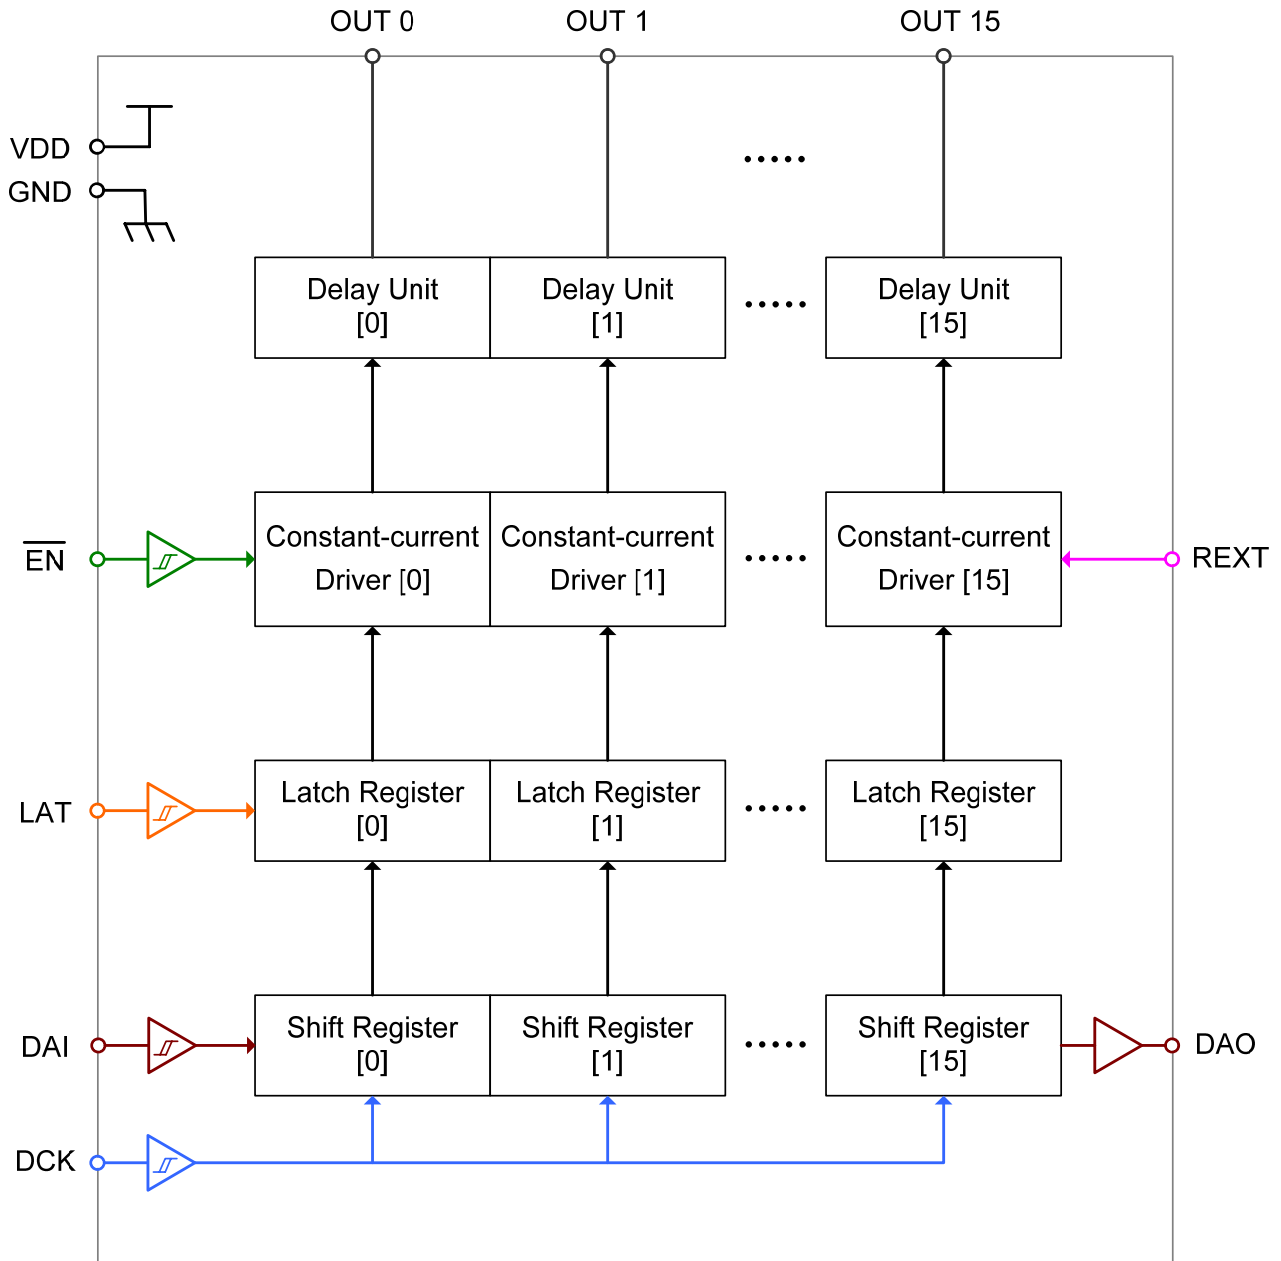 OUT 0
OUT 1
OUT 15
VDD
GND
Delay Unit
[0]
Delay Unit
[1]
Delay Unit
[15]
EN
Constant-current
Driver [0]
Constant-current
Driver [1]
Constant-current
Driver [15]
REXT
LAT
Latch Register
[0]
Latch Register
[1]
Latch Register
[15]
DAI
Shift Register
[0]
Shift Register
[1]
Shift Register
[15]
DAO
DCK